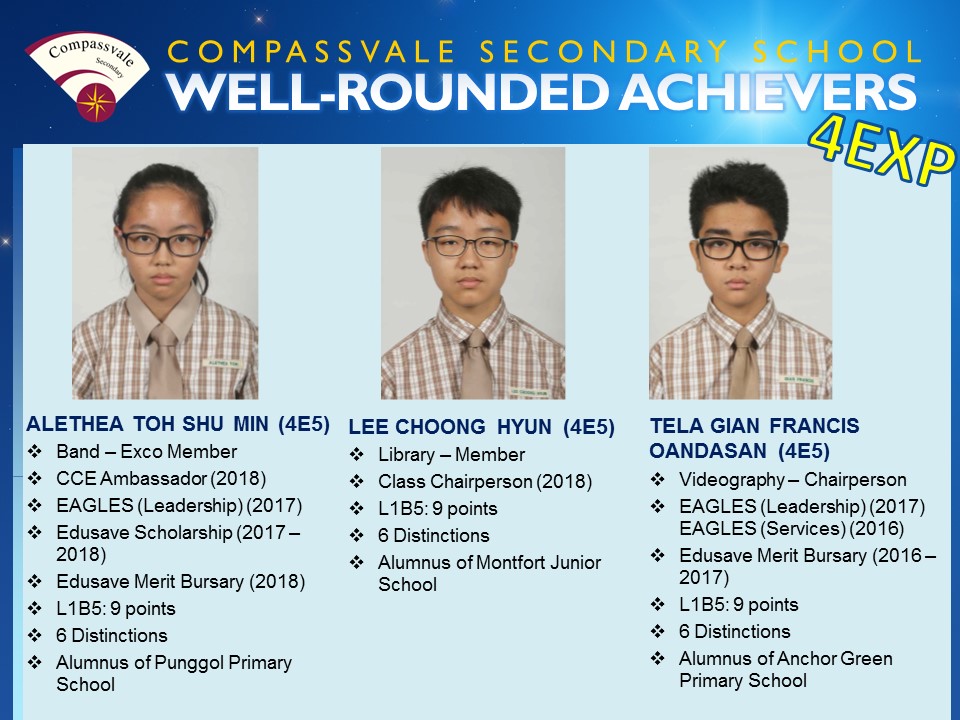 Compassvale
Secondary
COMPASSVALE SECONDARY SCHOOL
WELL-ROUNDED ACHIEVERS
4EXP
ALETHEA TOH SHU MIN (4E5)
❖ Band – Exco Member
❖ CCE Ambassador (2018)
❖ EAGLES (Leadership) (2017)
❖ Edusave Scholarship (2017 –
2018)
❖ Edusave Merit Bursary (2018)
❖ L1B5: 9 points
❖ 6 Distinctions
❖ Alumnus of Punggol Primary
School
LEE CHOONG HYUN (4E5)
❖ Library – Member
❖ Class Chairperson (2018)
❖ L1B5: 9 points
❖ 6 Distinctions
❖ Alumnus of Montfort Junior
School
TELA GIAN FRANCIS
OANDASAN (4E5)
❖ Videography – Chairperson
❖ EAGLES (Leadership) (2017)
EAGLES (Services) (2016)
❖ Edusave Merit Bursary (2016 –
2017)
❖ L1B5: 9 points
❖ 6 Distinctions
❖ Alumnus of Anchor Green
Primary School